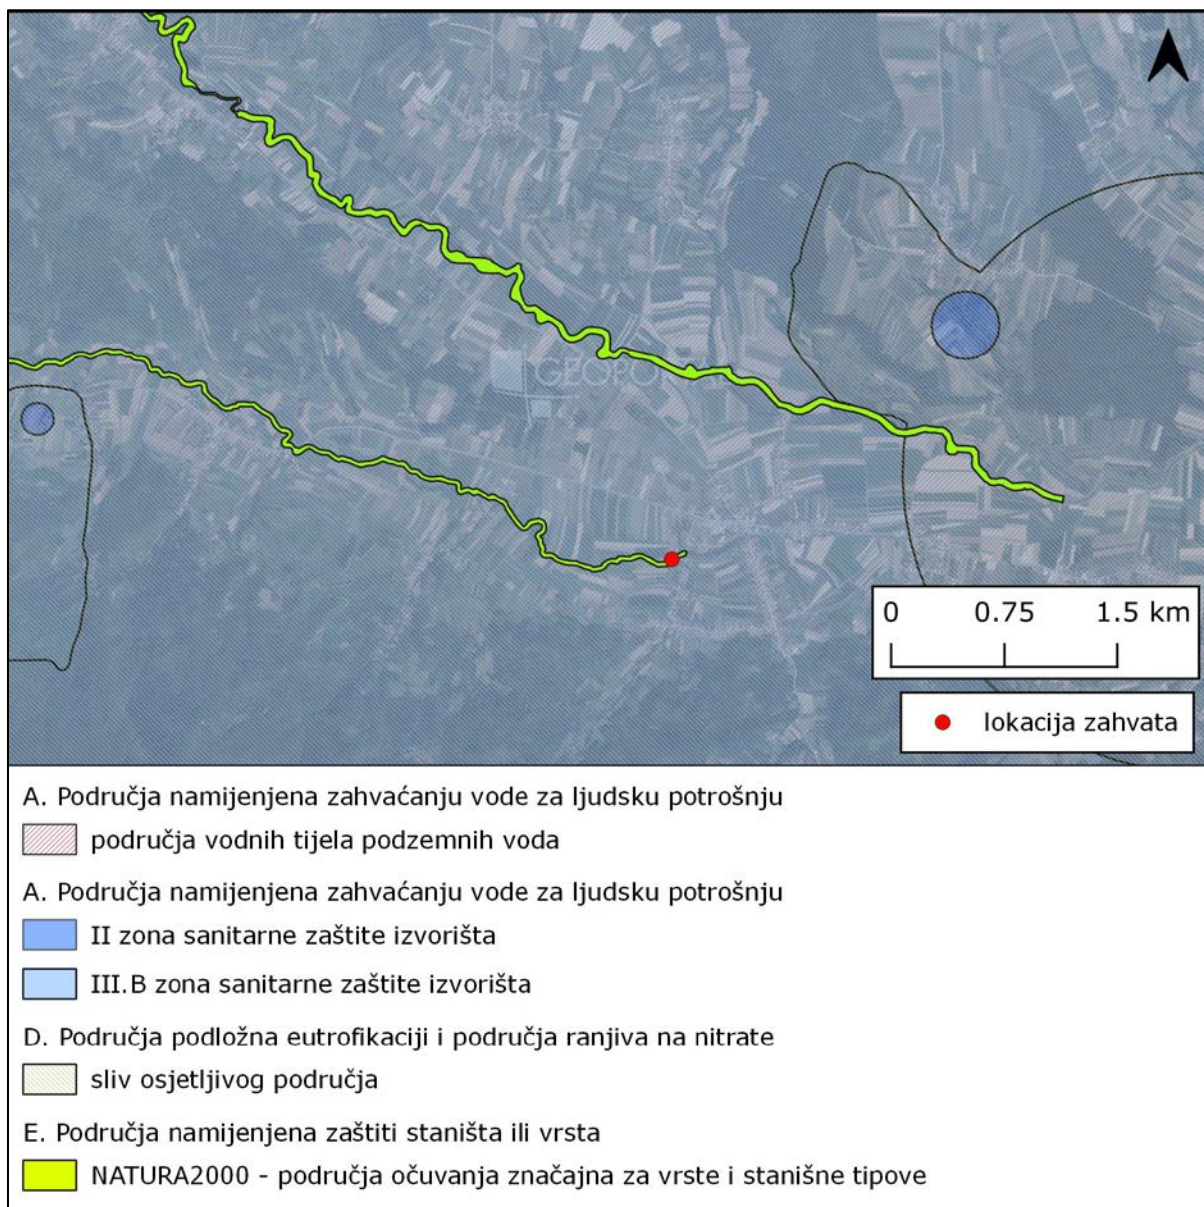 GEOPORTAL
0 0.75 1.5 km
lokacija zahvata
A. Područja namijenjena zahvaćanju vode za ljudsku potrošnju
područja vodnih tijela podzemnih voda
A. Područja namijenjena zahvaćanju vode za ljudsku potrošnju
II zona sanitarne zaštite izvorišta
III.B zona sanitarne zaštite izvorišta
D. Područja podložna eutrofikaciji i područja ranjiva na nitrate
sliv osjetljivog područja
E. Područja namijenjena zaštiti staništa ili vrsta
NATURA2000 - područja očuvanja značajna za vrste i stanišne tipove